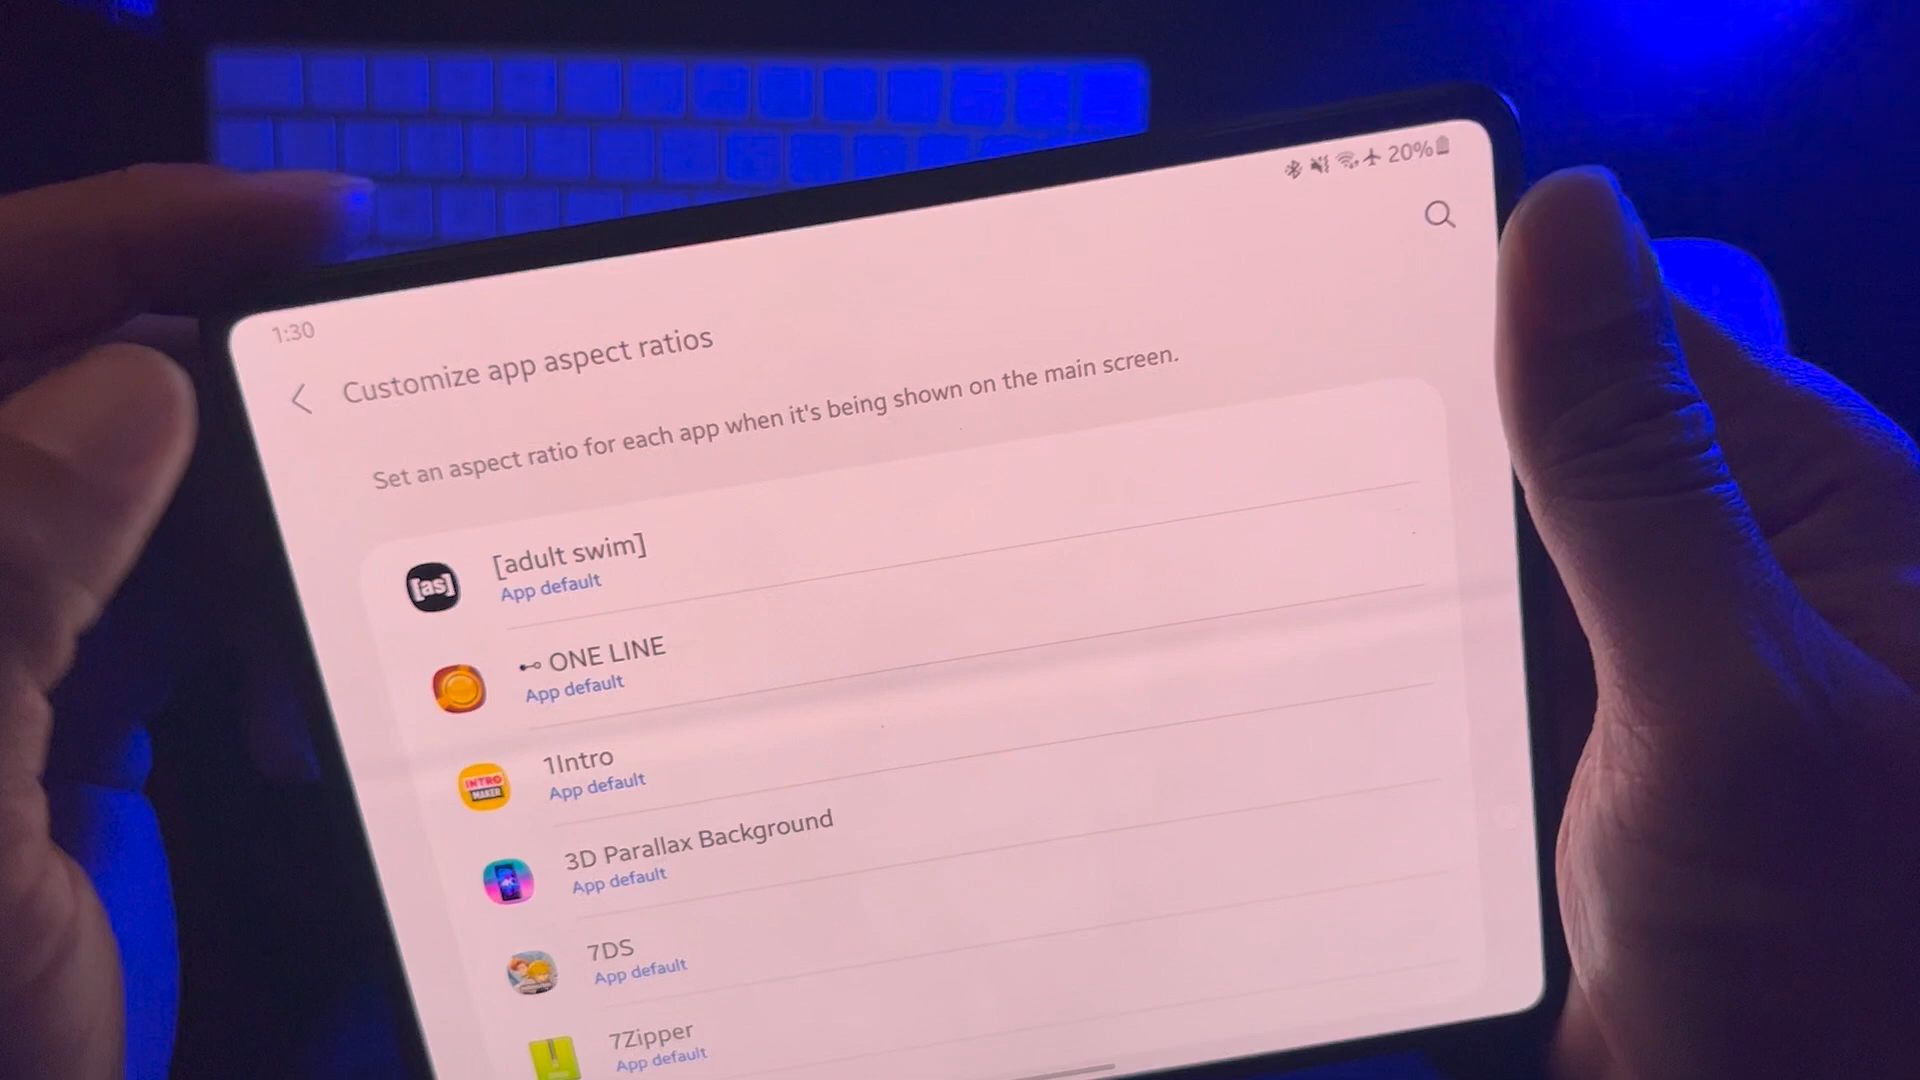 20%
1:30
Customize app aspect ratios
Set an aspect ratio for each app when it's being shown on the main screen.
[as]
[adult swim]
App default
ONE LINE
App default
INTRO
MAKER
1Intro
App default
3D Parallax Background
App default
7DS
App default
7Zipper
App default